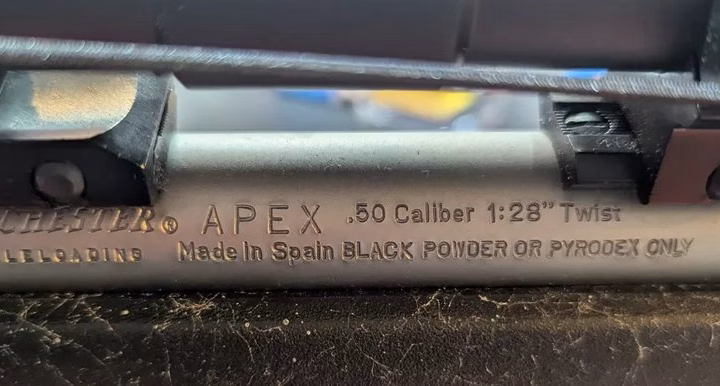 CHESTER® APEX .50 Caliber 1:28” Twist
LELOADING Made in Spain BLACK POWDER OR PYRODEX ONLY